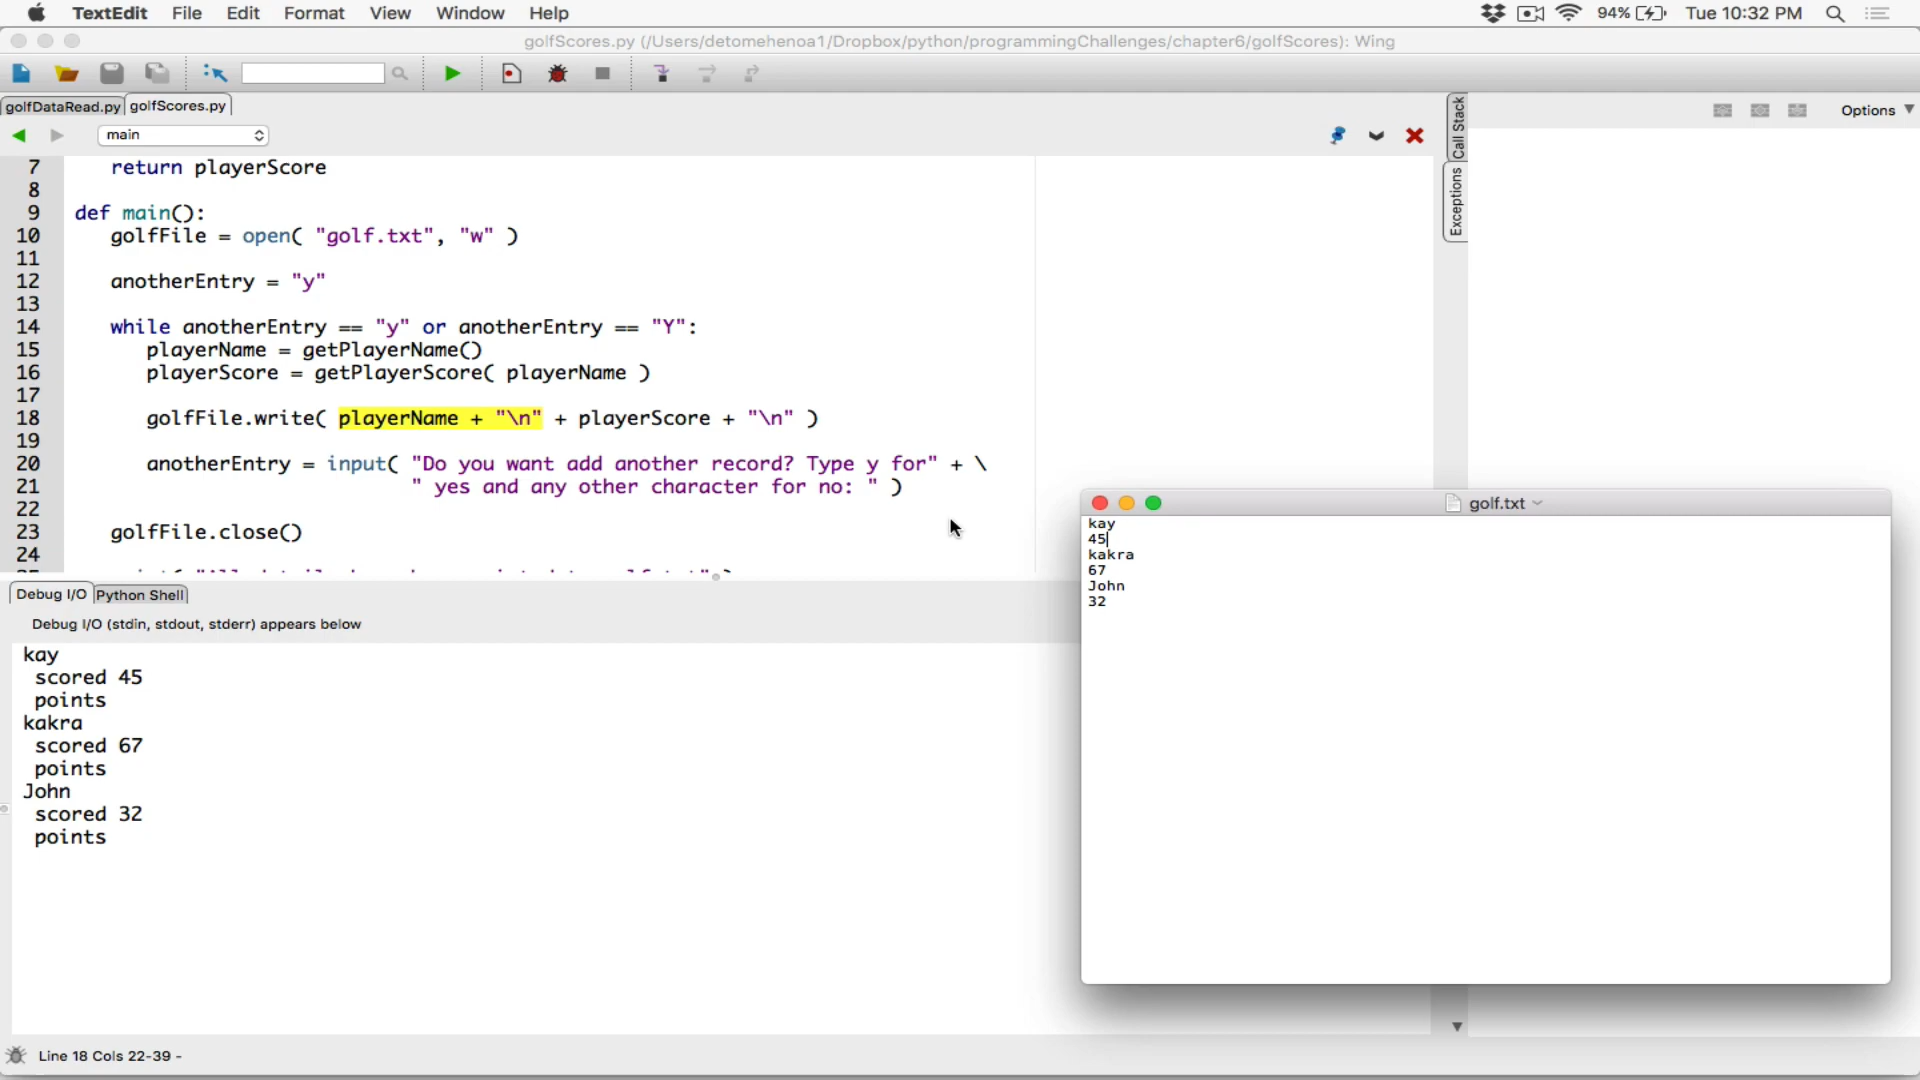 TextEdit File Edit Format View Window Help 94% Tue 10:32 PM
golfScores.py (/Users/detomehenoa1/Dropbox/python/programmingChallenges/chapter6/golfScores): Wing
golfDataRead.py golfScores.py
Options
main
Call Stack
Exceptions
7 return playerScore
8
9 def main():
10 golfFile = open( "golf.txt", "w" )
11
12 anotherEntry = "y"
13
14 while anotherEntry == "y" or anotherEntry == "Y":
15 playerName = getPlayerName()
16 playerScore = getPlayerScore( playerName )
17
18 golfFile.write( playerName + "\n" + playerScore + "\n" )
19
20 anotherEntry = input( "Do you want add another record? Type y for" + \
21 " yes and any other character for no: " )
22
23 golfFile.close()
24
golf.txt
kay
45
kakra
67
John
32
Debug I/O Python Shell
Debug I/O (stdin, stdout, stderr) appears below
kay
scored 45
points
kakra
scored 67
points
John
scored 32
points
Line 18 Cols 22-39 -